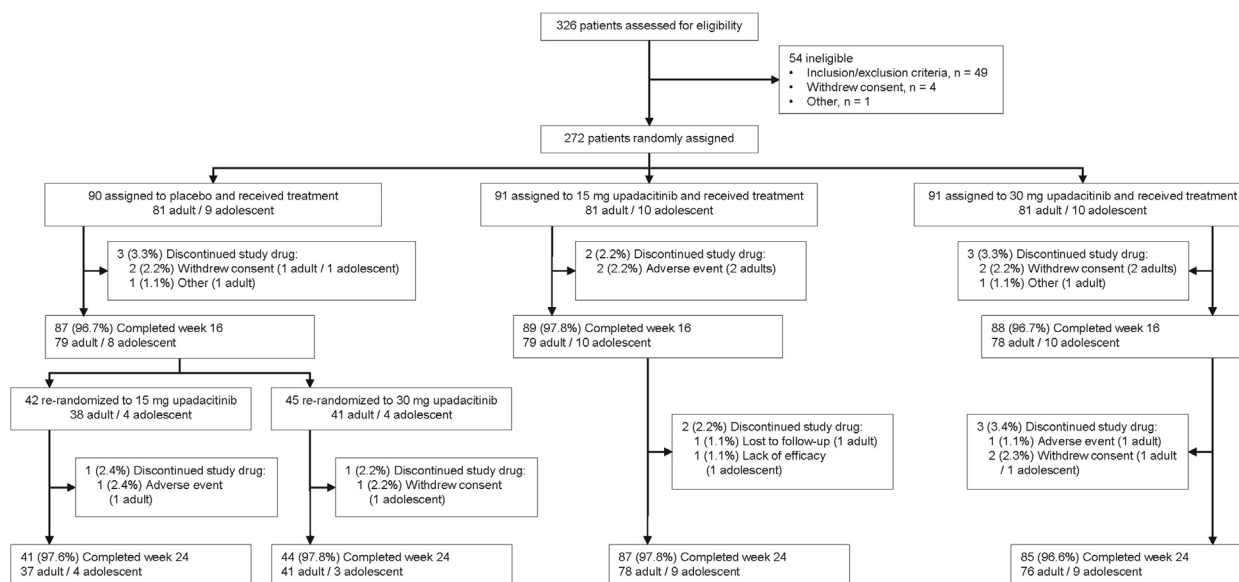 326 patients assessed for eligibility
54 ineligible
• Inclusion/exclusion criteria, n = 49
• Withdrew consent, n = 4
• Other, n = 1
272 patients randomly assigned
90 assigned to placebo and received treatment
81 adult / 9 adolescent
91 assigned to 15 mg upadacitinib and received treatment
81 adult / 10 adolescent
91 assigned to 30 mg upadacitinib and received treatment
81 adult / 10 adolescent
3 (3.3%) Discontinued study drug:
2 (2.2%) Withdrew consent (1 adult / 1 adolescent)
1 (1.1%) Other (1 adult)
2 (2.2%) Discontinued study drug:
2 (2.2%) Adverse event (2 adults)
3 (3.3%) Discontinued study drug:
2 (2.2%) Withdrew consent (2 adults)
1 (1.1%) Other (1 adult)
87 (96.7%) Completed week 16
79 adult / 8 adolescent
89 (97.8%) Completed week 16
79 adult / 10 adolescent
88 (96.7%) Completed week 16
78 adult / 10 adolescent
42 re-randomized to 15 mg upadacitinib
38 adult / 4 adolescent
45 re-randomized to 30 mg upadacitinib
41 adult / 4 adolescent
1 (2.4%) Discontinued study drug:
1 (2.4%) Adverse event
(1 adult)
1 (2.2%) Discontinued study drug:
1 (2.2%) Withdrew consent
(1 adolescent)
2 (2.2%) Discontinued study drug:
1 (1.1%) Lost to follow-up (1 adult)
1 (1.1%) Lack of efficacy
(1 adolescent)
3 (3.4%) Discontinued study drug:
1 (1.1%) Adverse event (1 adult)
2 (2.3%) Withdrew consent (1 adult
/ 1 adolescent)
41 (97.6%) Completed week 24
37 adult / 4 adolescent
44 (97.8%) Completed week 24
41 adult / 3 adolescent
87 (97.8%) Completed week 24
78 adult / 9 adolescent
85 (96.6%) Completed week 24
76 adult / 9 adolescent